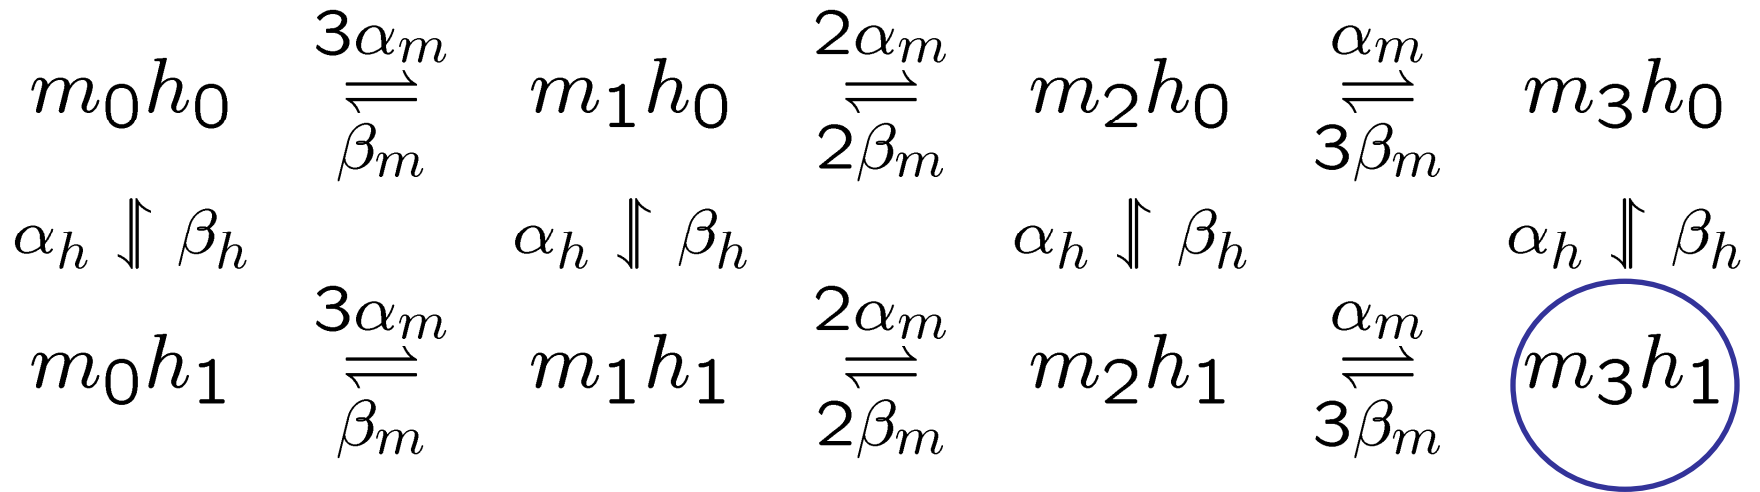 3αₘ 2αₘ αₘ
m₀h₀ ⇌ m₁h₀ ⇌ m₂h₀ ⇌ m₃h₀
βₘ 2βₘ 3βₘ
αₕ ⥯ βₕ αₕ ⥯ βₕ αₕ ⥯ βₕ αₕ ⥯ βₕ
3αₘ 2αₘ αₘ
m₀h₁ ⇌ m₁h₁ ⇌ m₂h₁ ⇌ m₃h₁
βₘ 2βₘ 3βₘ